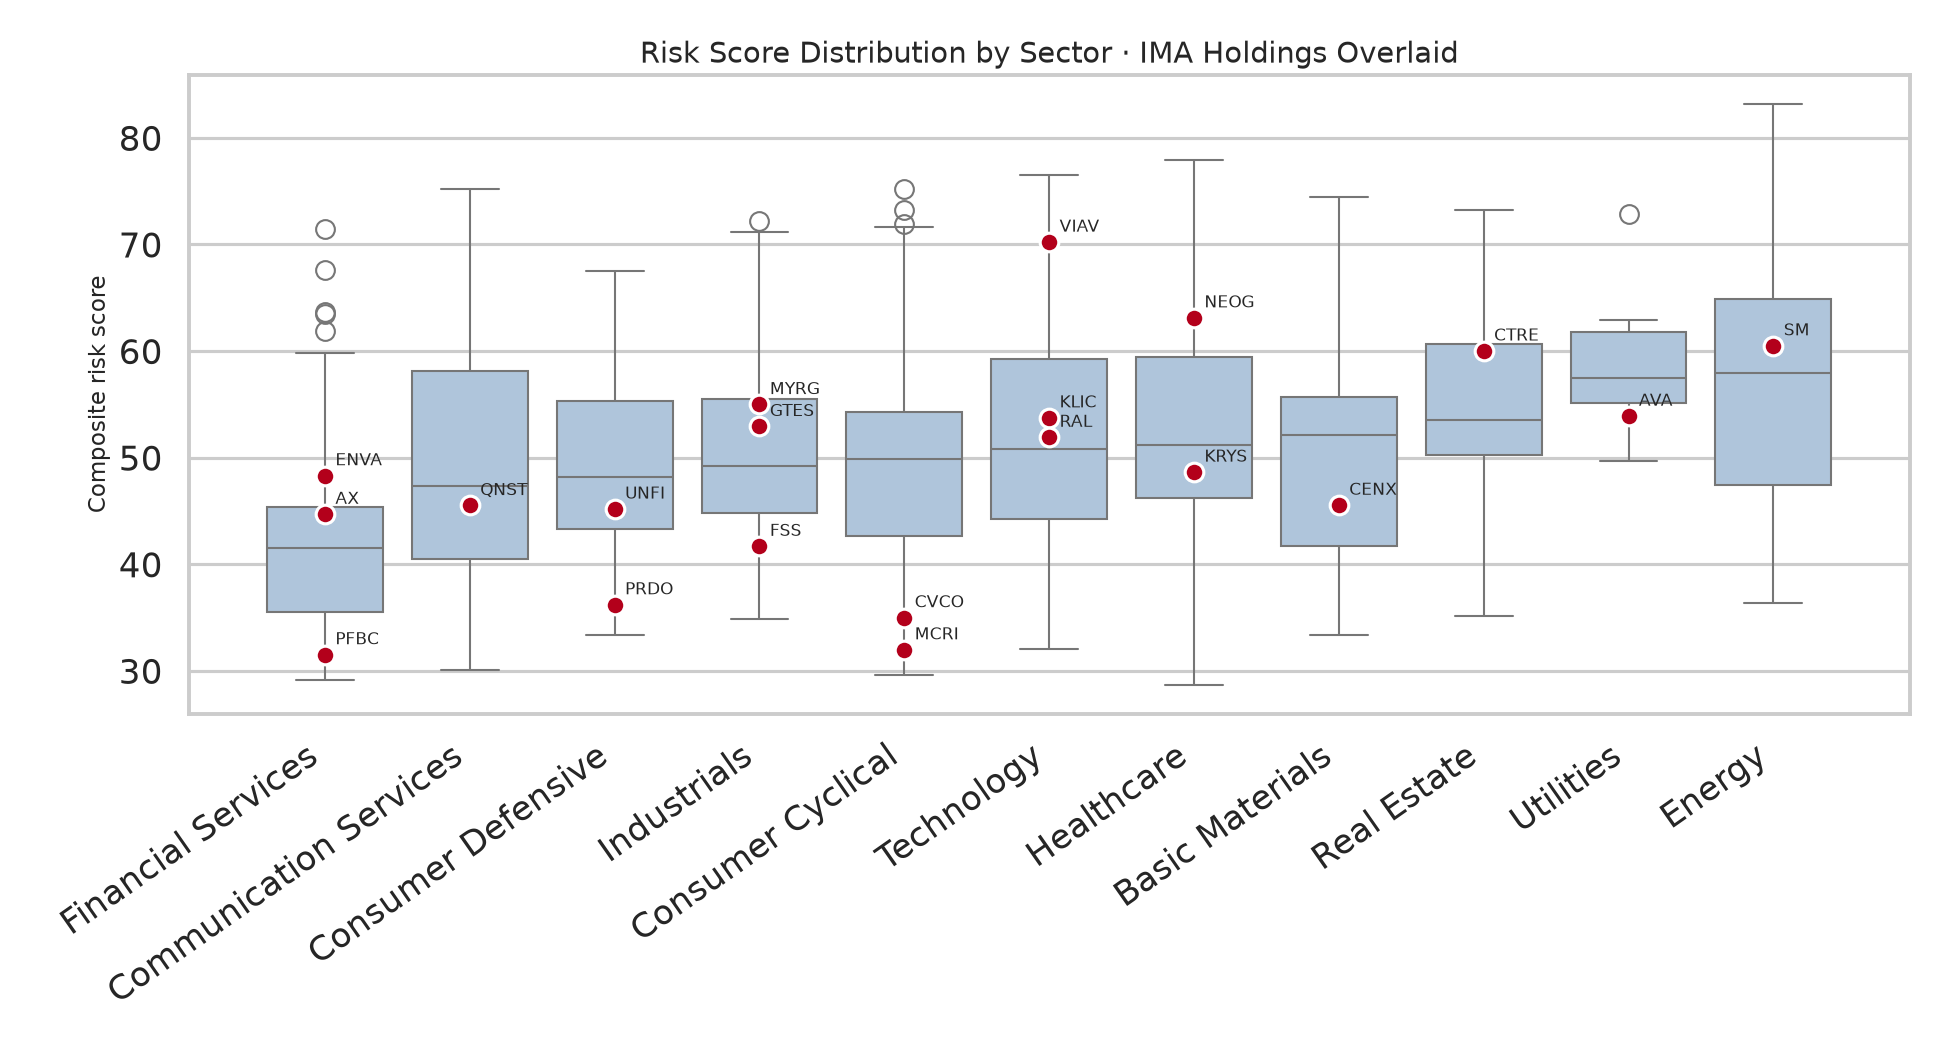 Risk Score Distribution by Sector · IMA Holdings Overlaid
Composite risk score
80
70
60
50
40
30
ENVA
AX
PFBC
QNST
UNFI
PRDO
MYRG
GTES
FSS
CVCO
MCRI
VIAV
KLIC
RAL
NEOG
KRYS
CENX
CTRE
AVA
SM
Financial Services
Communication Services
Consumer Defensive
Industrials
Consumer Cyclical
Technology
Healthcare
Basic Materials
Real Estate
Utilities
Energy